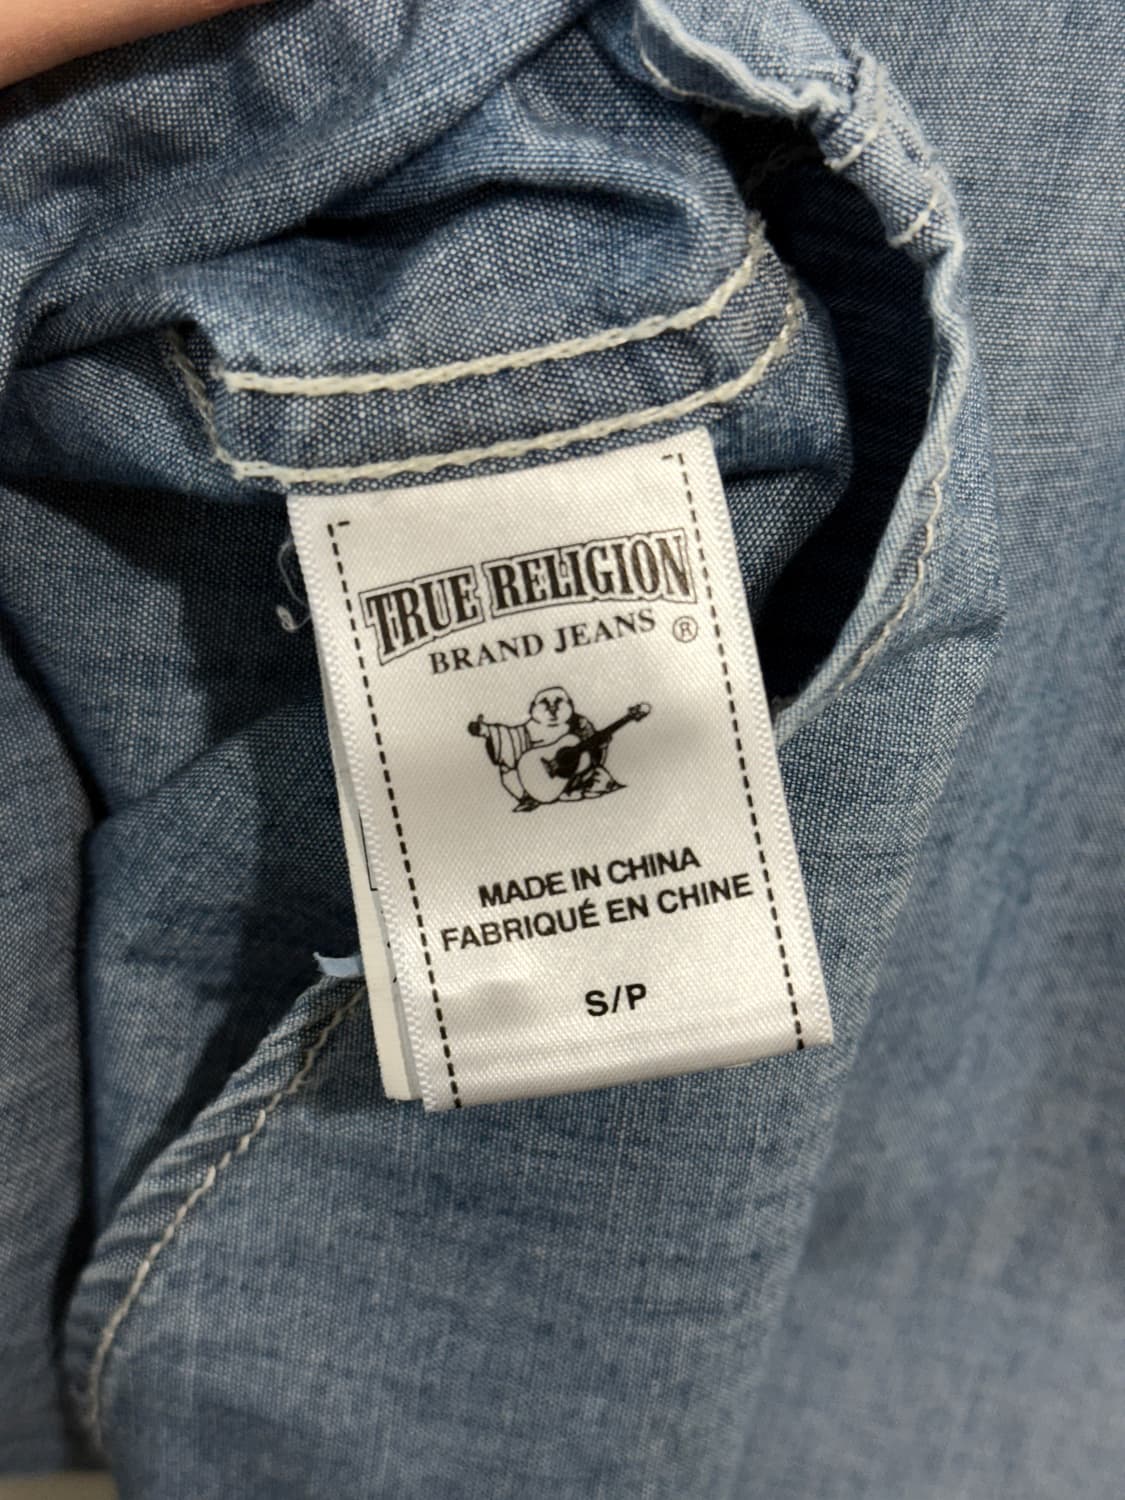 TRUE RELIGION
BRAND JEANS ®
MADE IN CHINA
FABRIQUÉ EN CHINE
S/P